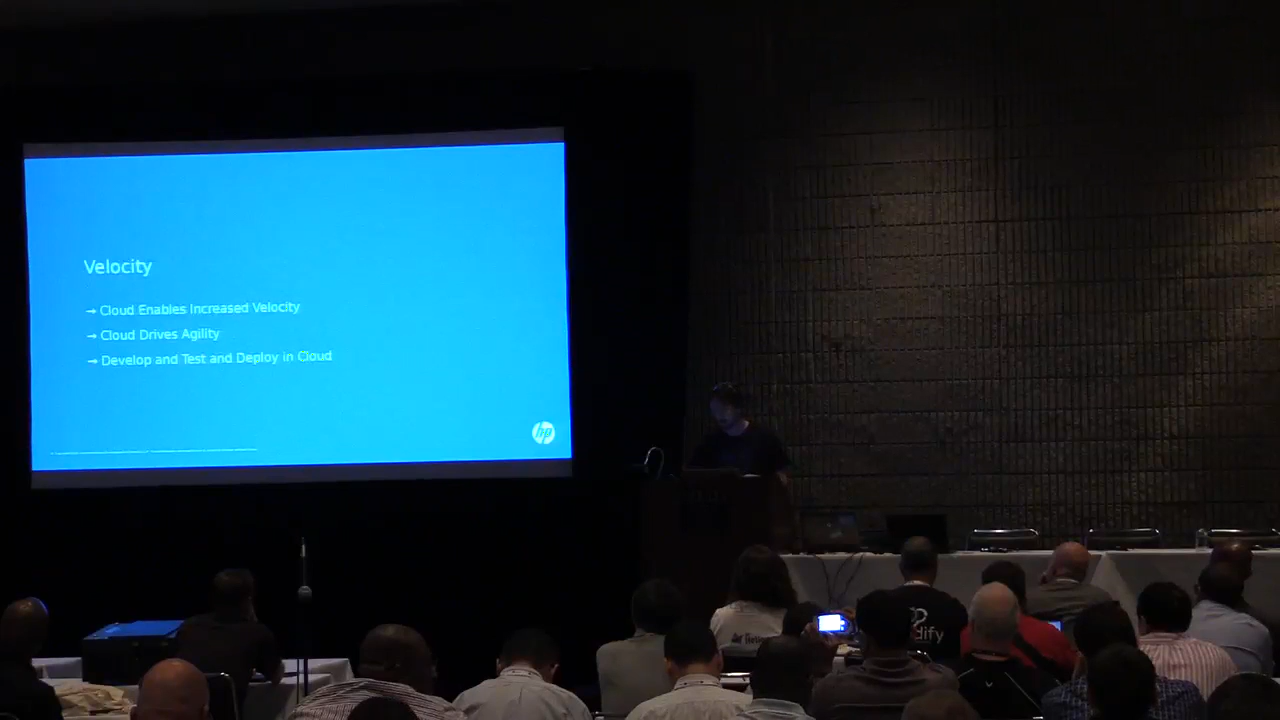 Velocity
→ Cloud Enables Increased Velocity
→ Cloud Drives Agility
→ Develop and Test and Deploy in Cloud
hp